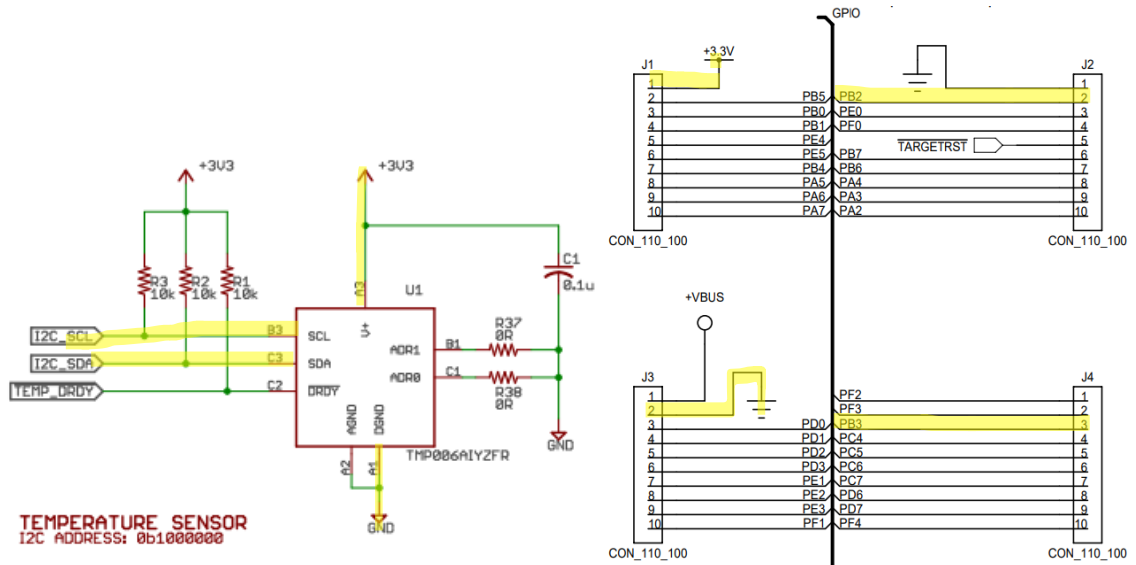 +3V3
+3V3
R3
10k
R2
10k
R1
10k
C1
0.1u
U1
A3
V+
I2C_SCL
B3
SCL
I2C_SDA
C3
SDA
TEMP_DRDY
C2
DRDY
ADR1
B1
R37
0R
ADR0
C1
R38
0R
AGND
DGND
A2
A1
TMP006AIYZFR
GND
GND
TEMPERATURE SENSOR
I2C ADDRESS: 0b1000000
GPIO
+3.3V
J1
1
2 PB5
3 PB0
4 PB1
5 PE4
6 PE5
7 PB4
8 PA5
9 PA6
10 PA7
CON_110_100
J2
1
PB2 2
PE0 3
PF0 4
TARGETRST 5
PB7 6
PB6 7
PA4 8
PA3 9
PA2 10
CON_110_100
+VBUS
J3
1
2
3 PD0
4 PD1
5 PD2
6 PD3
7 PE1
8 PE2
9 PE3
10 PF1
CON_110_100
J4
PF2 1
PF3 2
PB3 3
PC4 4
PC5 5
PC6 6
PC7 7
PD6 8
PD7 9
PF4 10
CON_110_100